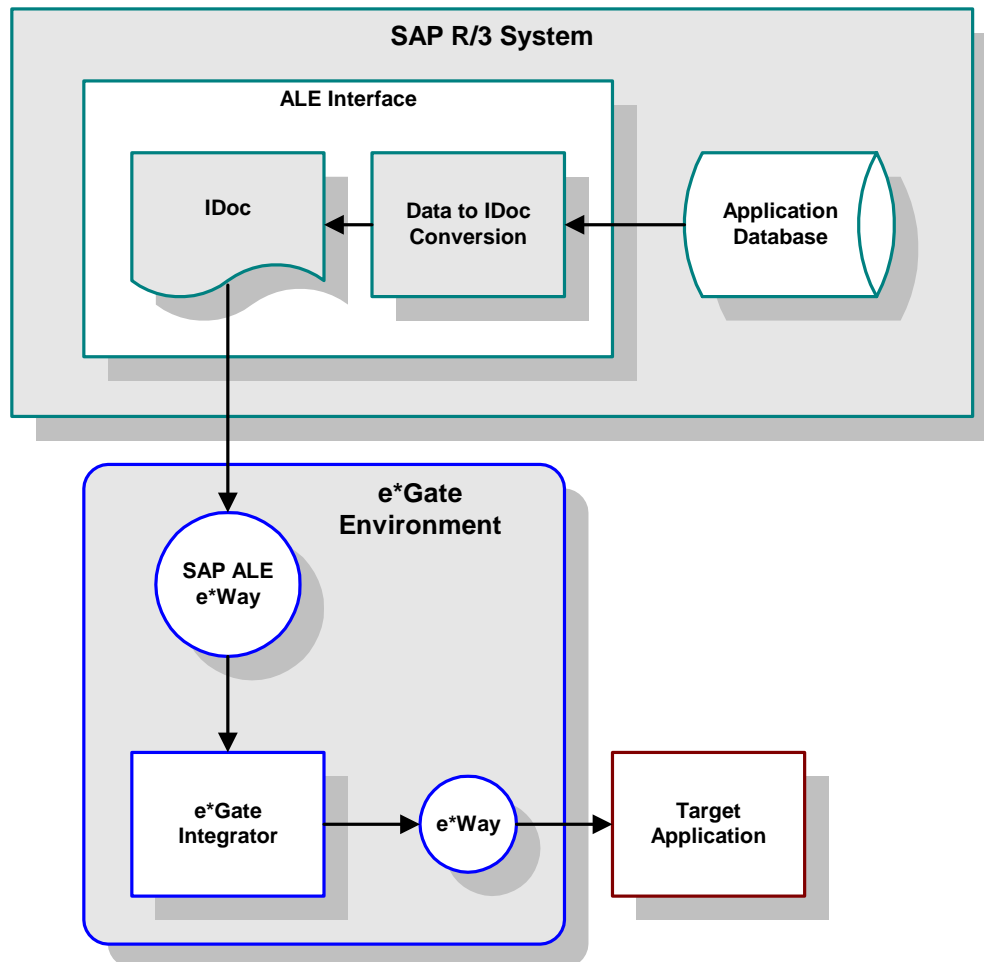 SAP R/3 System
ALE Interface
IDoc
Data to IDoc
Conversion
Application
Database
e*Gate
Environment
SAP ALE
e*Way
e*Gate
Integrator
e*Way
Target
Application